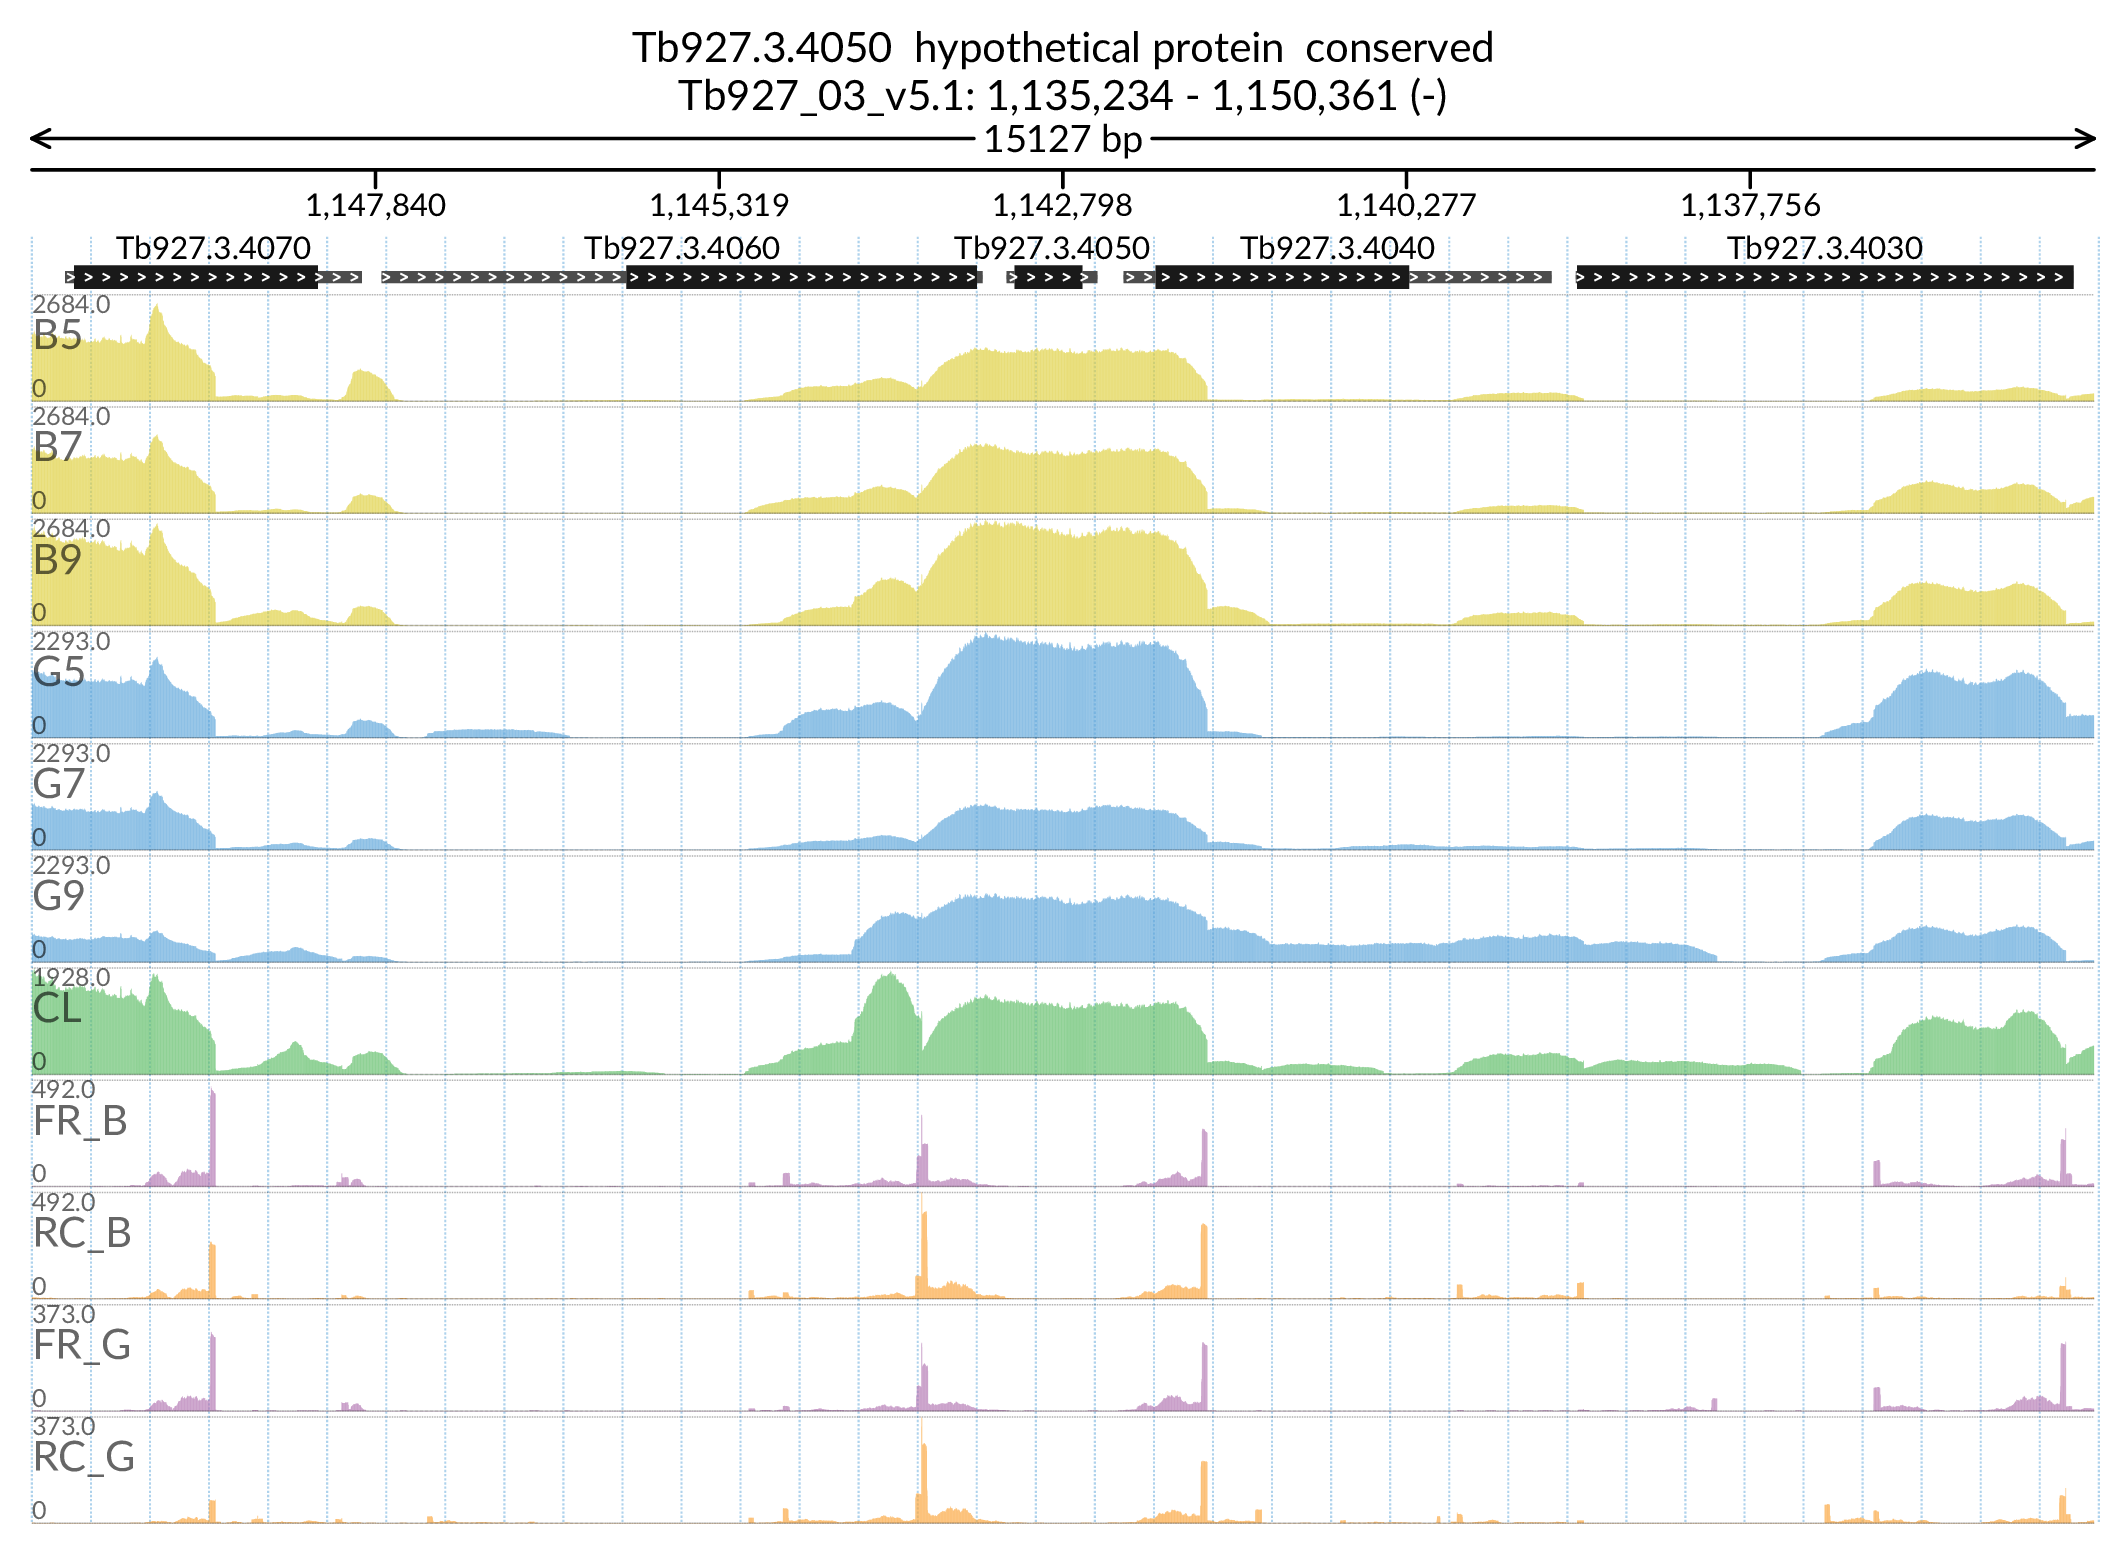 Tb927.3.4050 hypothetical protein conserved
Tb927_03_v5.1: 1,135,234 - 1,150,361 (-)
15127 bp
1,147,840 1,145,319 1,142,798 1,140,277 1,137,756
Tb927.3.4070 Tb927.3.4060 Tb927.3.4050 Tb927.3.4040 Tb927.3.4030
2684.0
B5
0
2684.0
B7
0
2684.0
B9
0
2293.0
G5
0
2293.0
G7
0
2293.0
G9
0
1928.0
CL
0
492.0
FR_B
0
492.0
RC_B
0
373.0
FR_G
0
373.0
RC_G
0